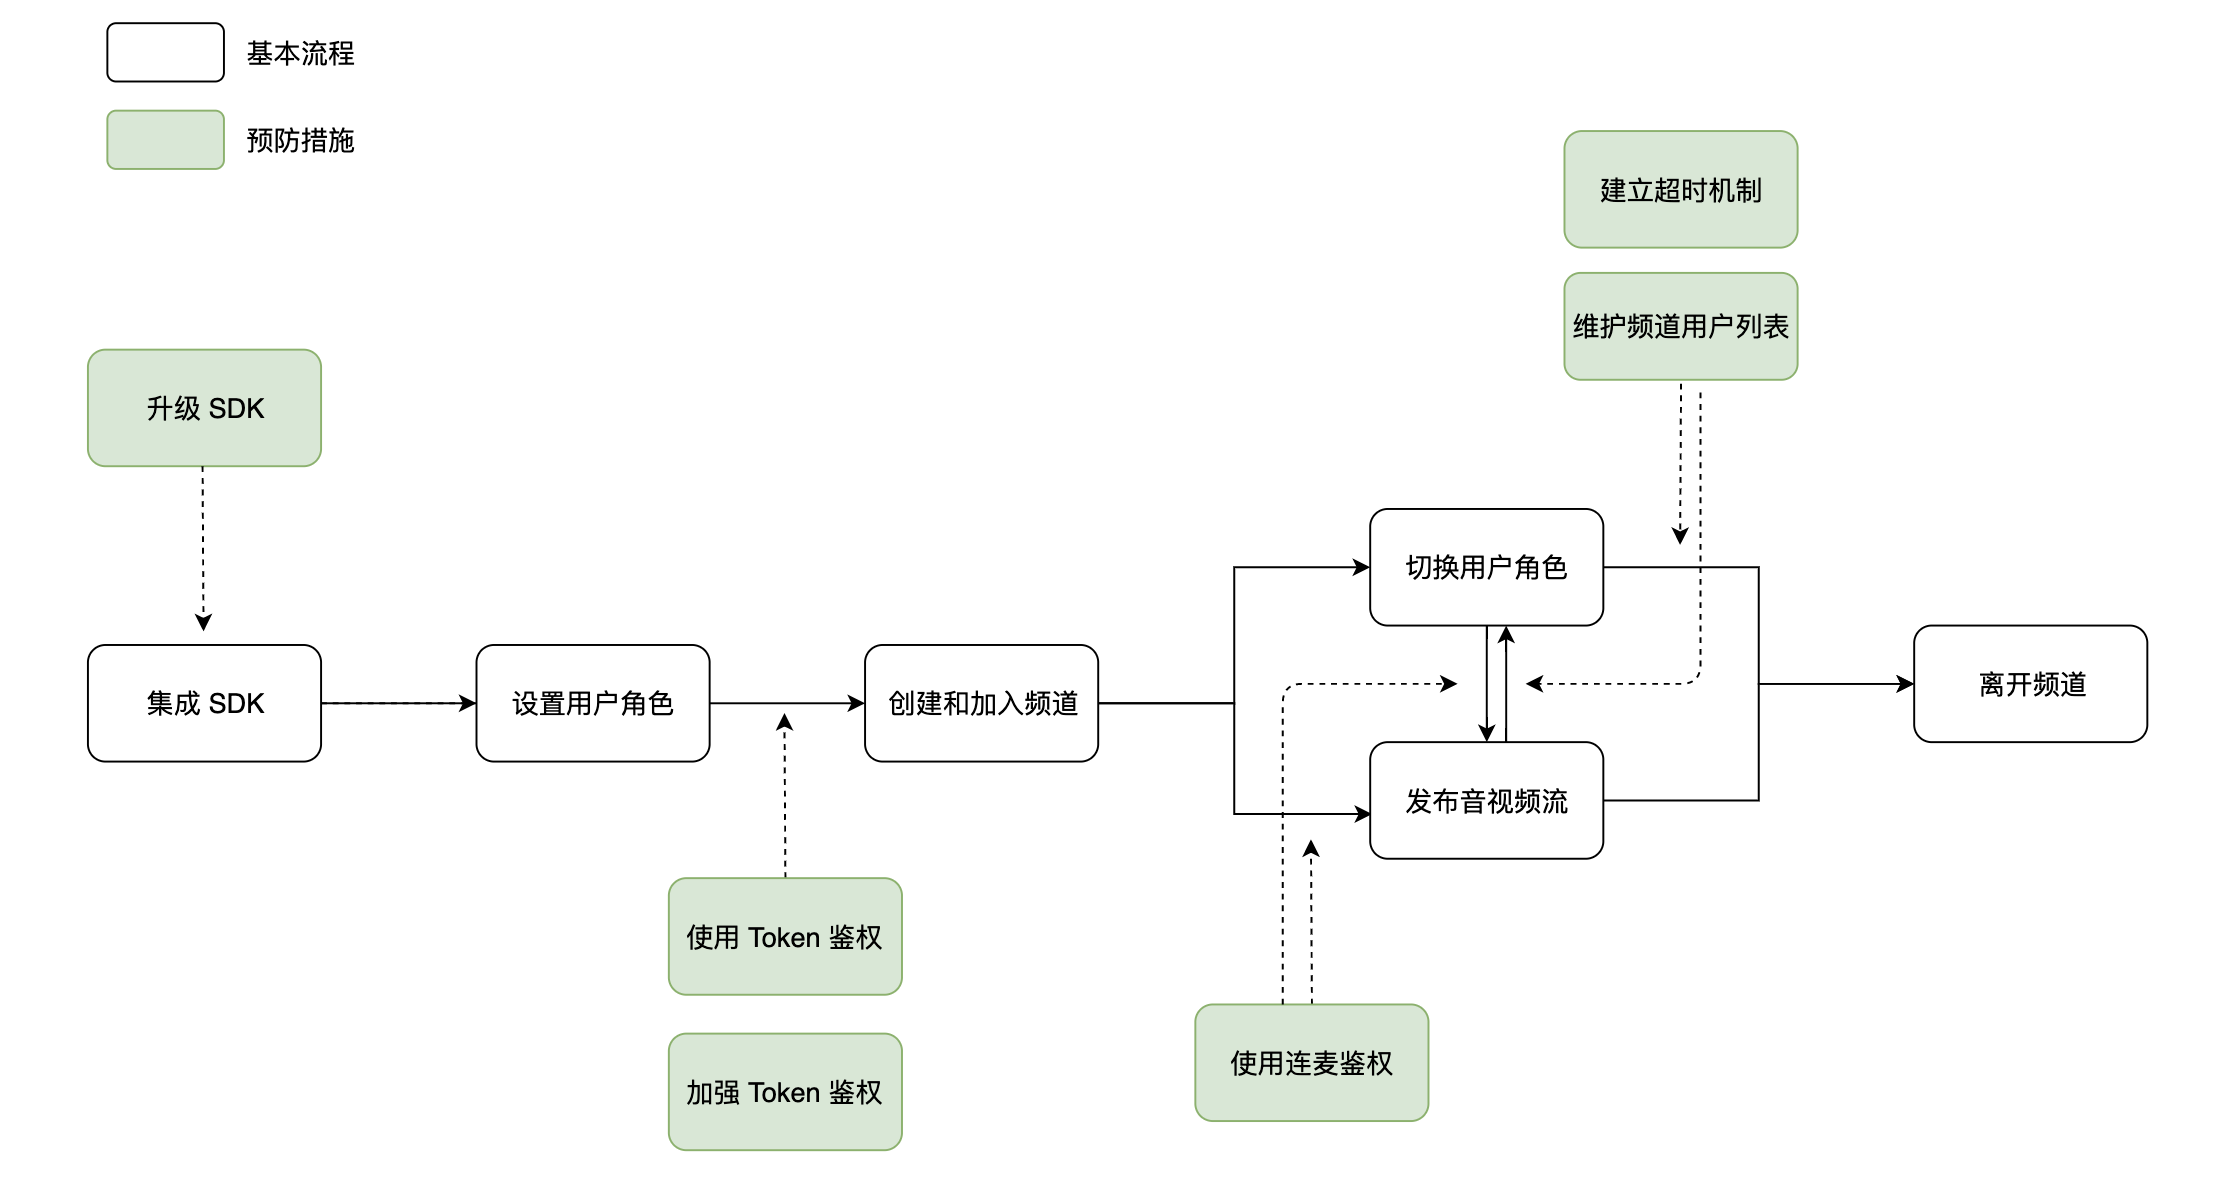 基本流程
预防措施
建立超时机制
维护频道用户列表
升级 SDK
切换用户角色
集成 SDK
设置用户角色
创建和加入频道
离开频道
发布音视频流
使用 Token 鉴权
使用连麦鉴权
加强 Token 鉴权